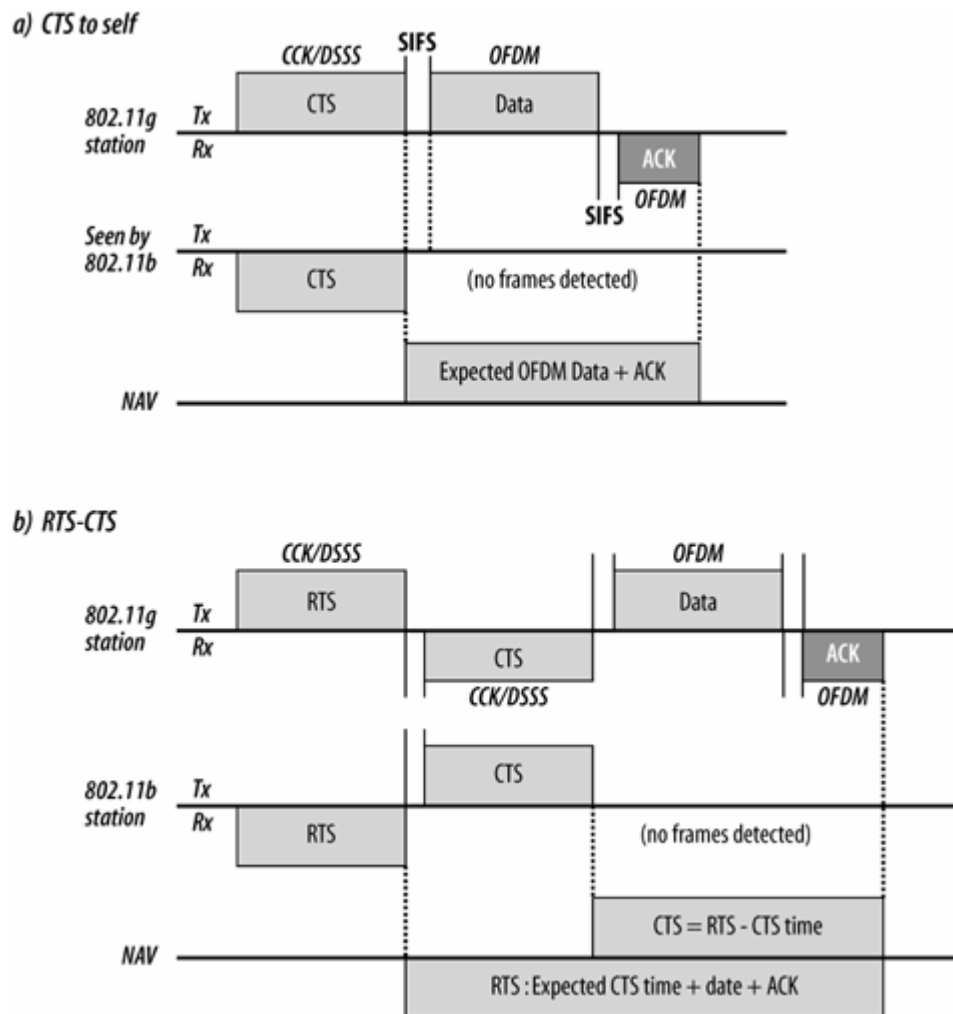 a) CTS to self
SIFS
CCK/DSSS
OFDM
CTS
Data
802.11g
station
Tx
Rx
ACK
OFDM
SIFS
Seen by
802.11b
Tx
Rx
CTS
(no frames detected)
Expected OFDM Data + ACK
NAV
b) RTS-CTS
CCK/DSSS
OFDM
RTS
Data
802.11g
station
Tx
Rx
CTS
ACK
CCK/DSSS
OFDM
CTS
802.11b
station
Tx
Rx
RTS
(no frames detected)
CTS = RTS - CTS time
NAV
RTS : Expected CTS time + date + ACK